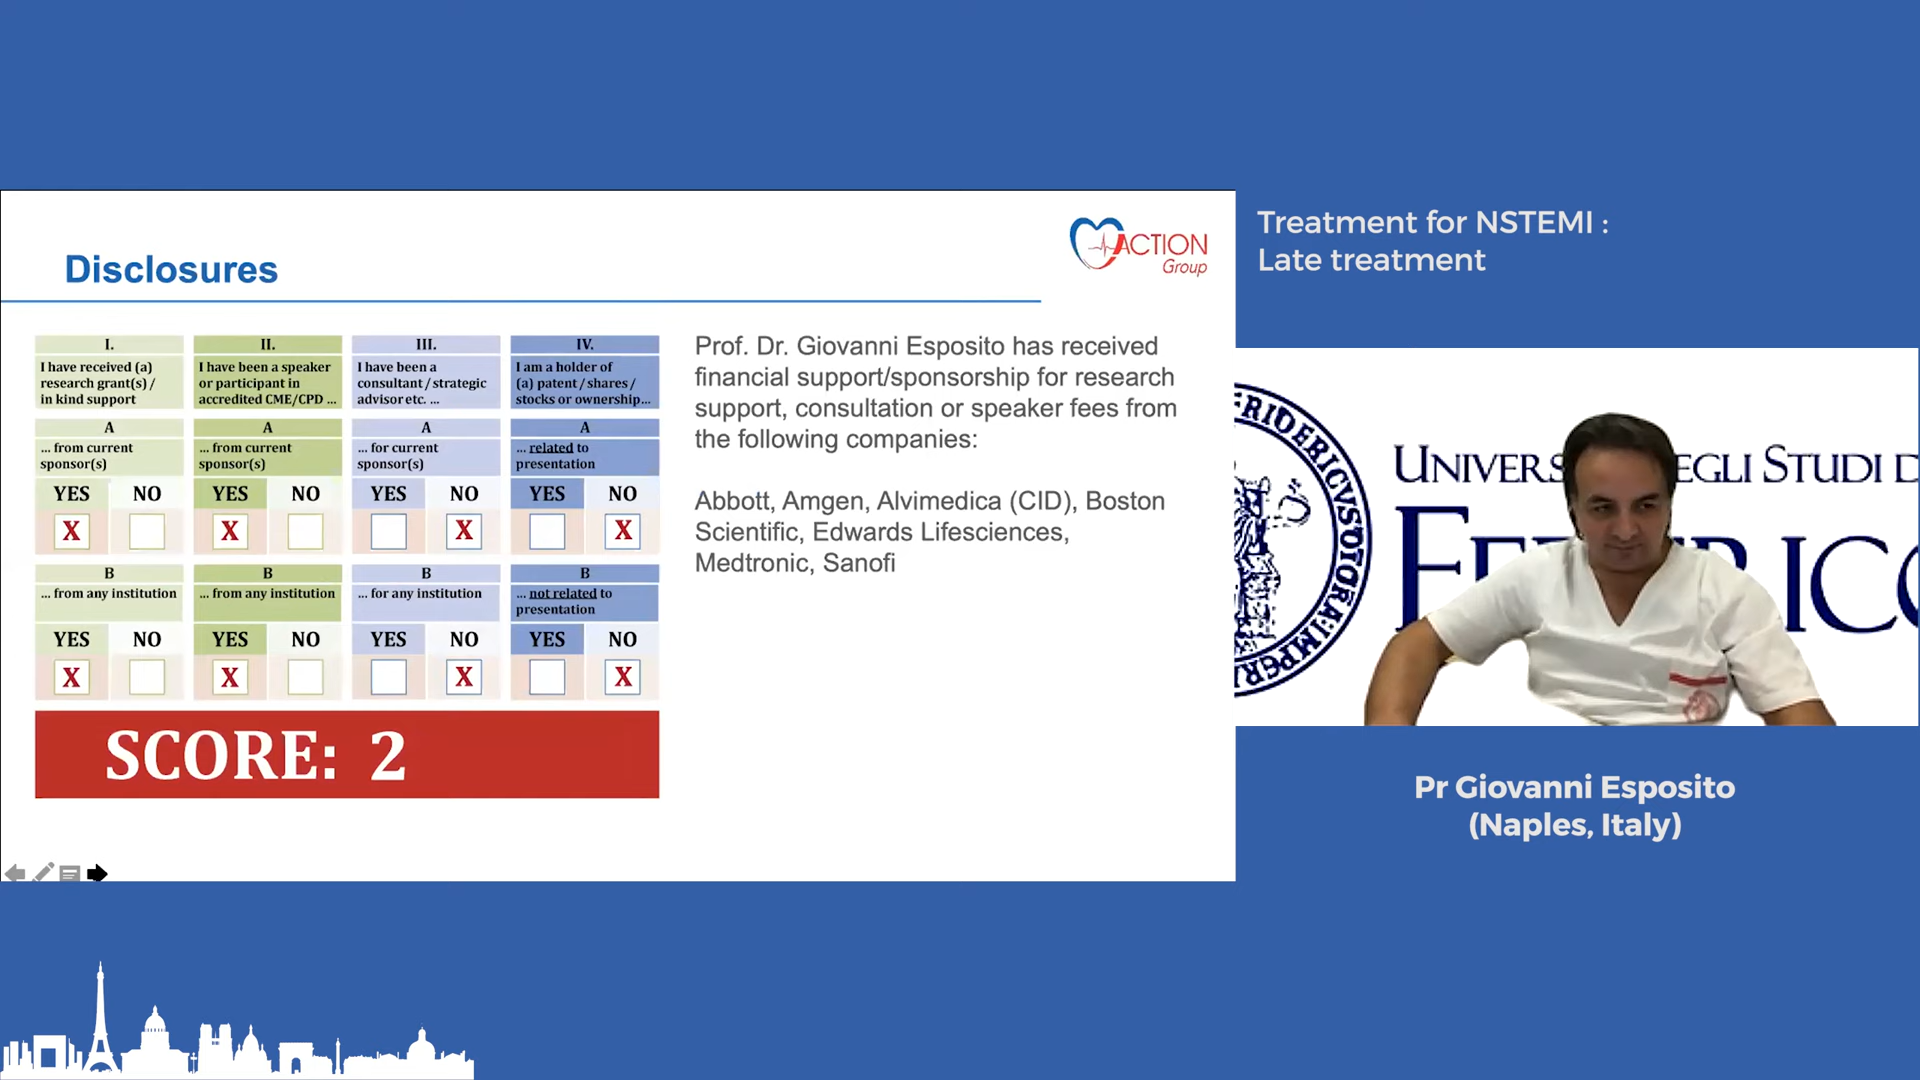 Disclosures
ACTION
Group
I.
I have received (a)
research grant(s) /
in kind support
A
... from current
sponsor(s)
YES NO
X
B
... from any institution
YES NO
X
II.
I have been a speaker
or participant in
accredited CME/CPD ...
A
... from current
sponsor(s)
YES NO
X
B
... from any institution
YES NO
X
III.
I have been a
consultant / strategic
advisor etc. ...
A
... for current
sponsor(s)
YES NO
X
B
... for any institution
YES NO
X
IV.
I am a holder of
(a) patent / shares /
stocks or ownership...
A
... related to
presentation
YES NO
X
B
... not related to
presentation
YES NO
X
SCORE: 2
Prof. Dr. Giovanni Esposito has received
financial support/sponsorship for research
support, consultation or speaker fees from
the following companies:
Abbott, Amgen, Alvimedica (CID), Boston
Scientific, Edwards Lifesciences,
Medtronic, Sanofi
Treatment for NSTEMI :
Late treatment
UNIVERS EGLI STUDI D
FEDERICO
Pr Giovanni Esposito
(Naples, Italy)